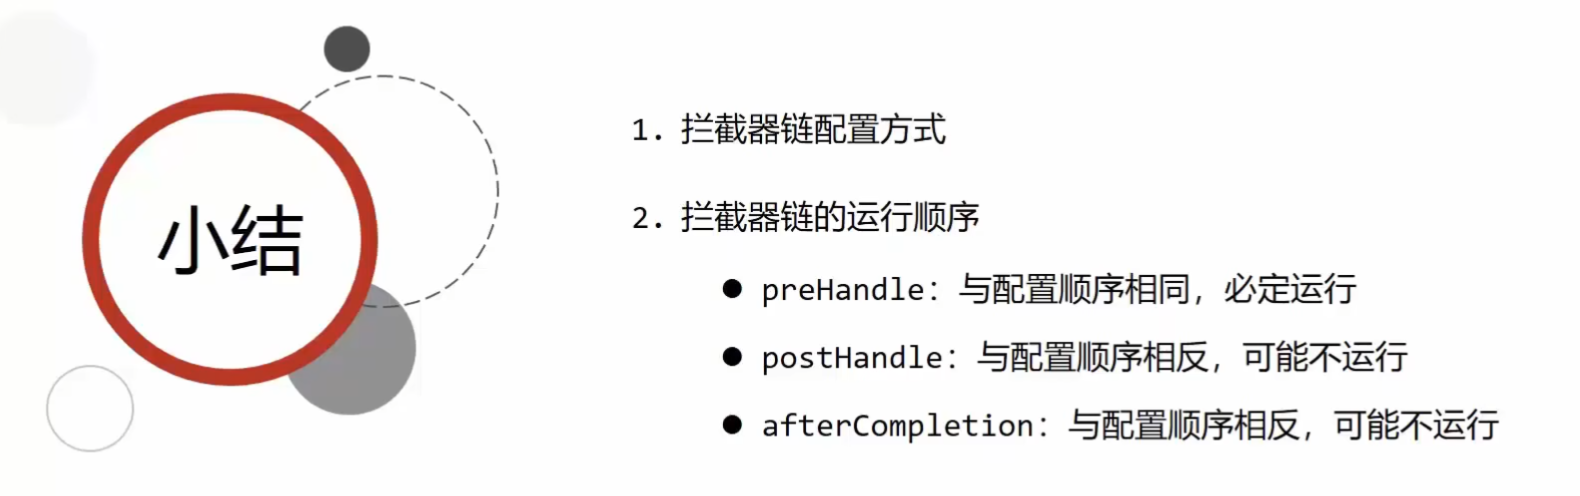 小结
1. 拦截器链配置方式
2. 拦截器链的运行顺序
● preHandle：与配置顺序相同，必定运行
● postHandle：与配置顺序相反，可能不运行
● afterCompletion：与配置顺序相反，可能不运行